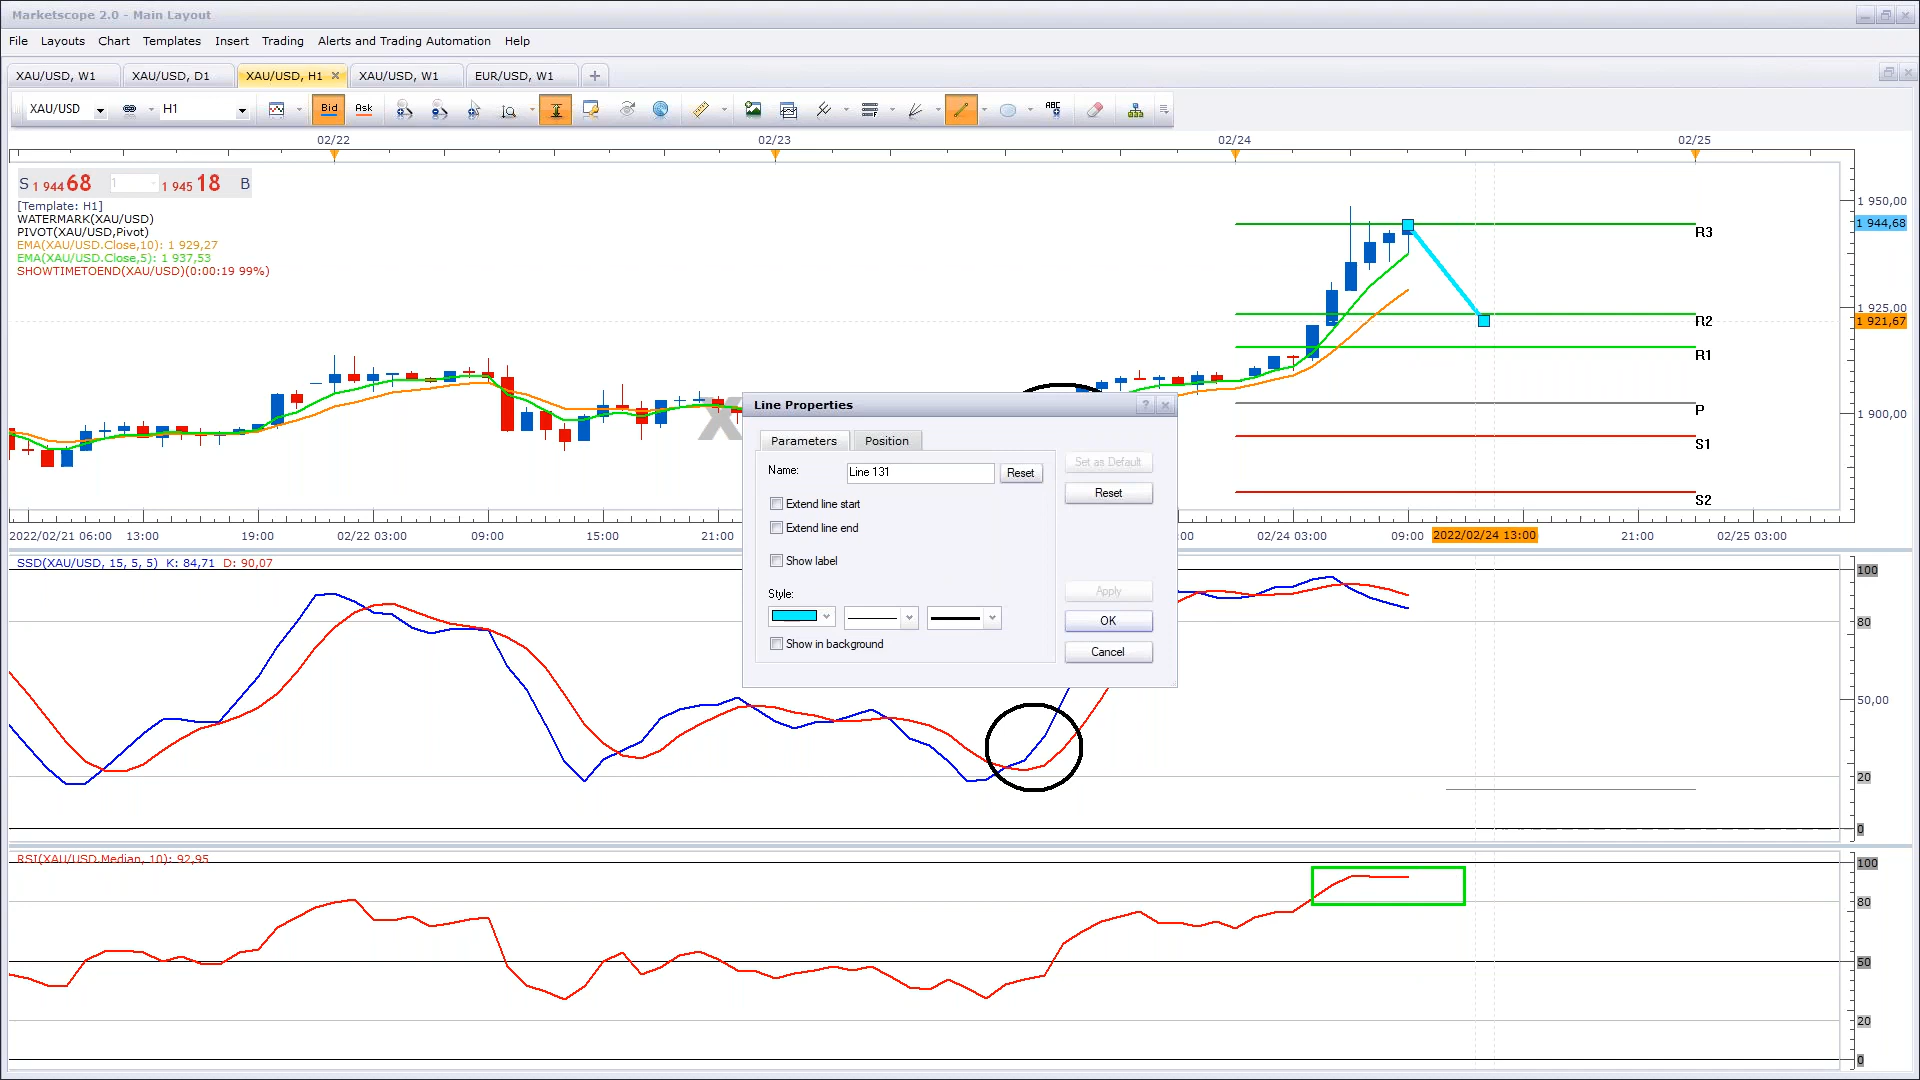 Marketscope 2.0 - Main Layout
File Layouts Chart Templates Insert Trading Alerts and Trading Automation Help
XAU/USD, W1 XAU/USD, D1 XAU/USD, H1 XAU/USD, W1 EUR/USD, W1
XAU/USD H1 Bid Ask ABC
02/22 02/23 02/24 02/25
S 1 944 68 1 1 945 18 B
[Template: H1]
WATERMARK(XAU/USD)
PIVOT(XAU/USD,Pivot)
EMA(XAU/USD.Close,10): 1 929,27
EMA(XAU/USD.Close,5): 1 937,53
SHOWTIMETOEND(XAU/USD)(0:00:19 99%)
1 950,00
1 944,68
R3
1 925,00
1 921,67
R2
R1
P
1 900,00
S1
S2
X
Line Properties
Parameters Position
Name: Line 131 Reset
Set as Default
Reset
Extend line start
Extend line end
Show label
Style:
Show in background
Apply
OK
Cancel
2022/02/21 06:00 13:00 19:00 02/22 03:00 09:00 15:00 21:00 :00 02/24 03:00 09:00 2022/02/24 13:00 21:00 02/25 03:00
SSD(XAU/USD, 15, 5, 5) K: 84,71 D: 90,07
100
80
50,00
20
0
RSI(XAU/USD.Median, 10): 92,95
100
80
50
20
0